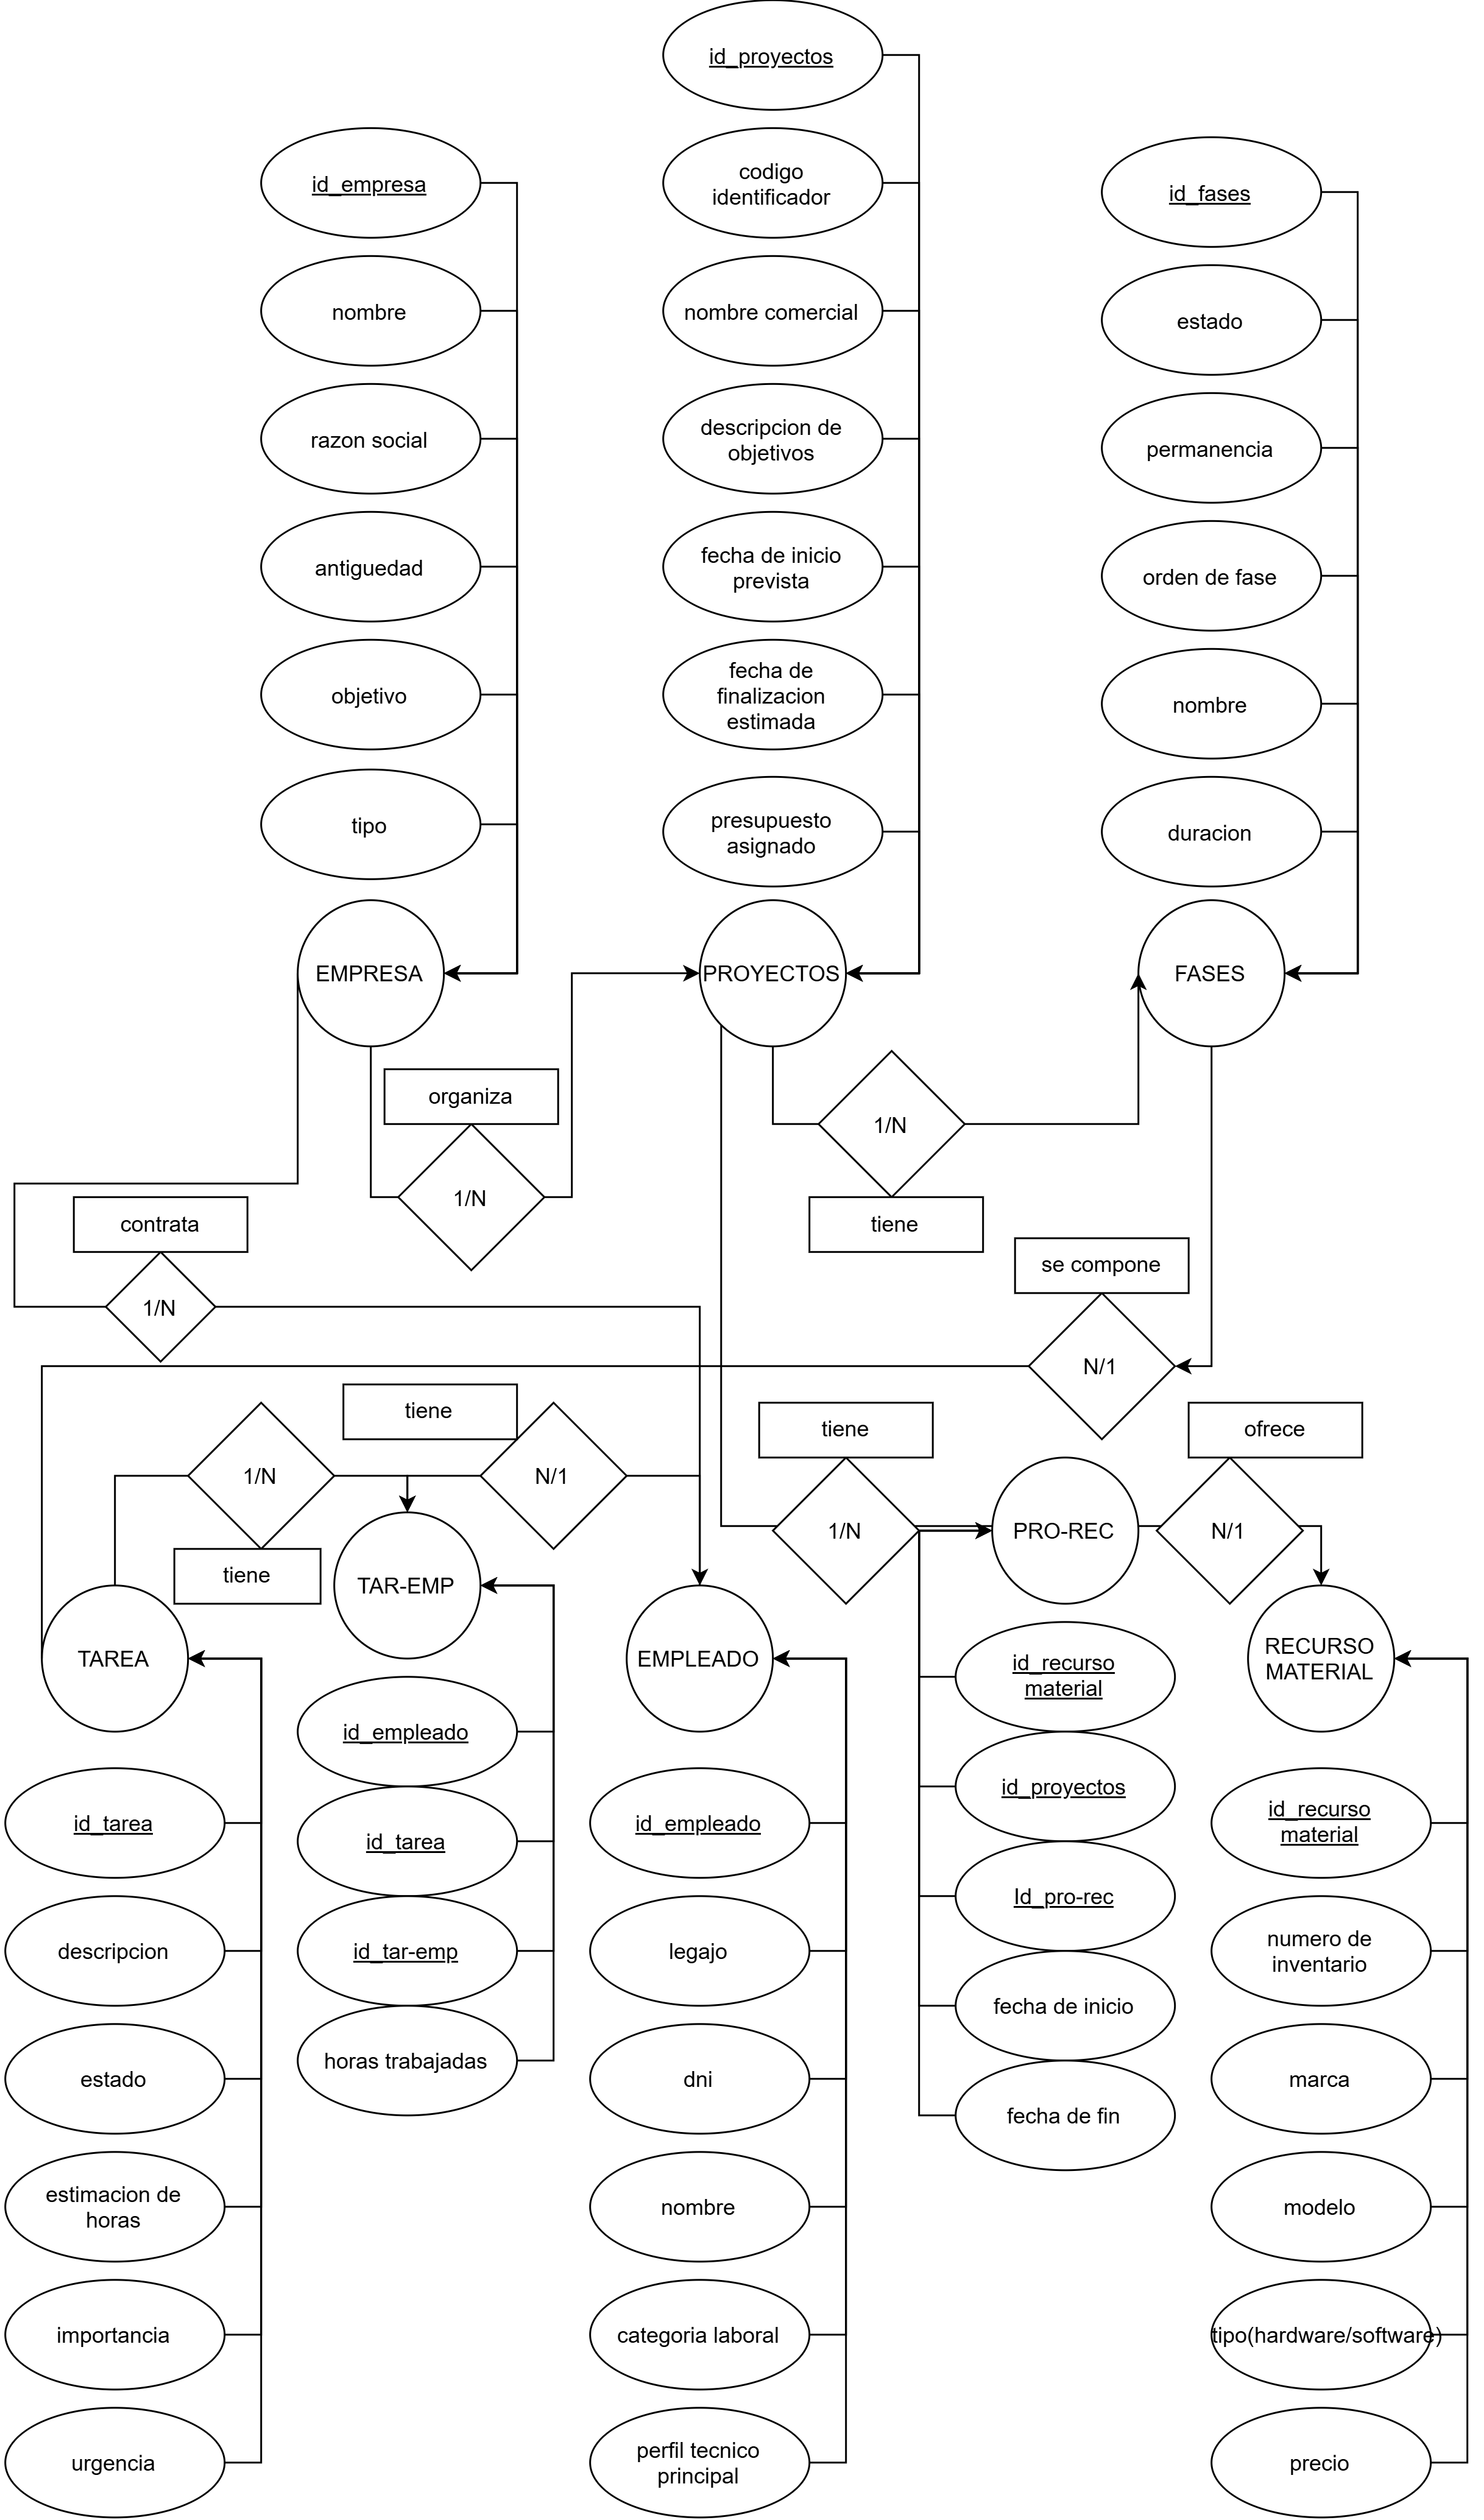 id_proyectos
codigo
identificador
nombre comercial
descripcion de
objetivos
fecha de inicio
prevista
fecha de
finalizacion
estimada
presupuesto
asignado
id_empresa
nombre
razon social
antiguedad
objetivo
tipo
id_fases
estado
permanencia
orden de fase
nombre
duracion
EMPRESA
PROYECTOS
FASES
organiza
1/N
1/N
tiene
contrata
1/N
se compone
N/1
tiene
1/N
N/1
tiene
tiene
1/N
ofrece
N/1
TAREA
TAR-EMP
EMPLEADO
PRO-REC
RECURSO
MATERIAL
id_tarea
descripcion
estado
estimacion de
horas
importancia
urgencia
id_empleado
id_tarea
id_tar-emp
horas trabajadas
id_empleado
legajo
dni
nombre
categoria laboral
perfil tecnico
principal
id_recurso
material
id_proyectos
Id_pro-rec
fecha de inicio
fecha de fin
id_recurso
material
numero de
inventario
marca
modelo
tipo(hardware/software)
precio